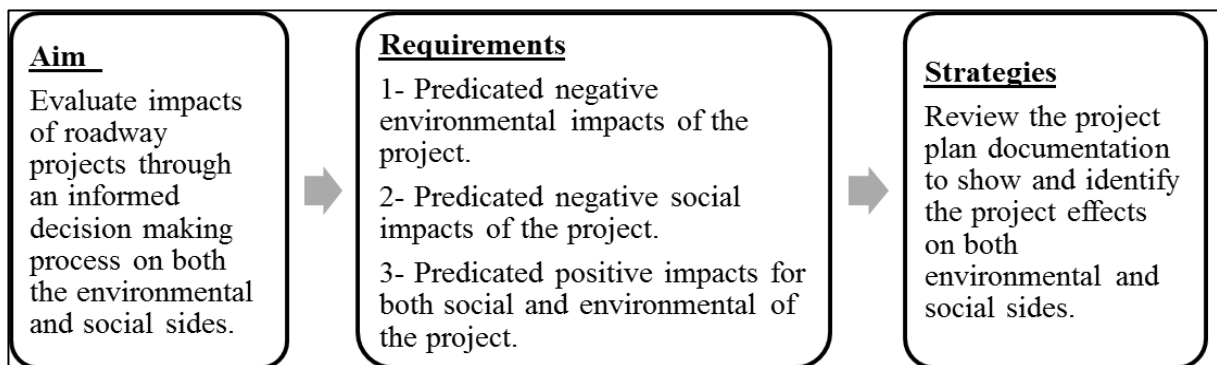 Aim
Evaluate impacts
of roadway
projects through
an informed
decision making
process on both
the environmental
and social sides.
Requirements
1- Predicated negative
environmental impacts of the
project.
2- Predicated negative social
impacts of the project.
3- Predicated positive impacts for
both social and environmental of
the project.
Strategies
Review the project
plan documentation
to show and identify
the project effects
on both
environmental and
social sides.